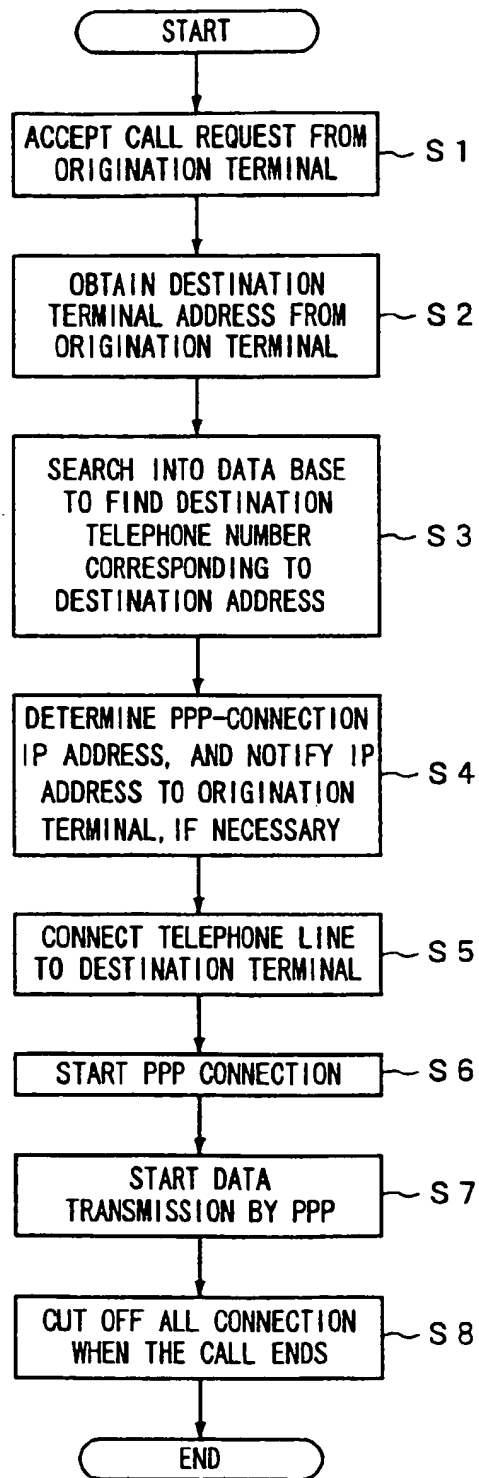 START
ACCEPT CALL REQUEST FROM
ORIGINATION TERMINAL
S1
OBTAIN DESTINATION
TERMINAL ADDRESS FROM
ORIGINATION TERMINAL
S2
SEARCH INTO DATA BASE
TO FIND DESTINATION
TELEPHONE NUMBER
CORRESPONDING TO
DESTINATION ADDRESS
S3
DETERMINE PPP-CONNECTION
IP ADDRESS, AND NOTIFY IP
ADDRESS TO ORIGINATION
TERMINAL, IF NECESSARY
S4
CONNECT TELEPHONE LINE
TO DESTINATION TERMINAL
S5
START PPP CONNECTION
S6
START DATA
TRANSMISSION BY PPP
S7
CUT OFF ALL CONNECTION
WHEN THE CALL ENDS
S8
END